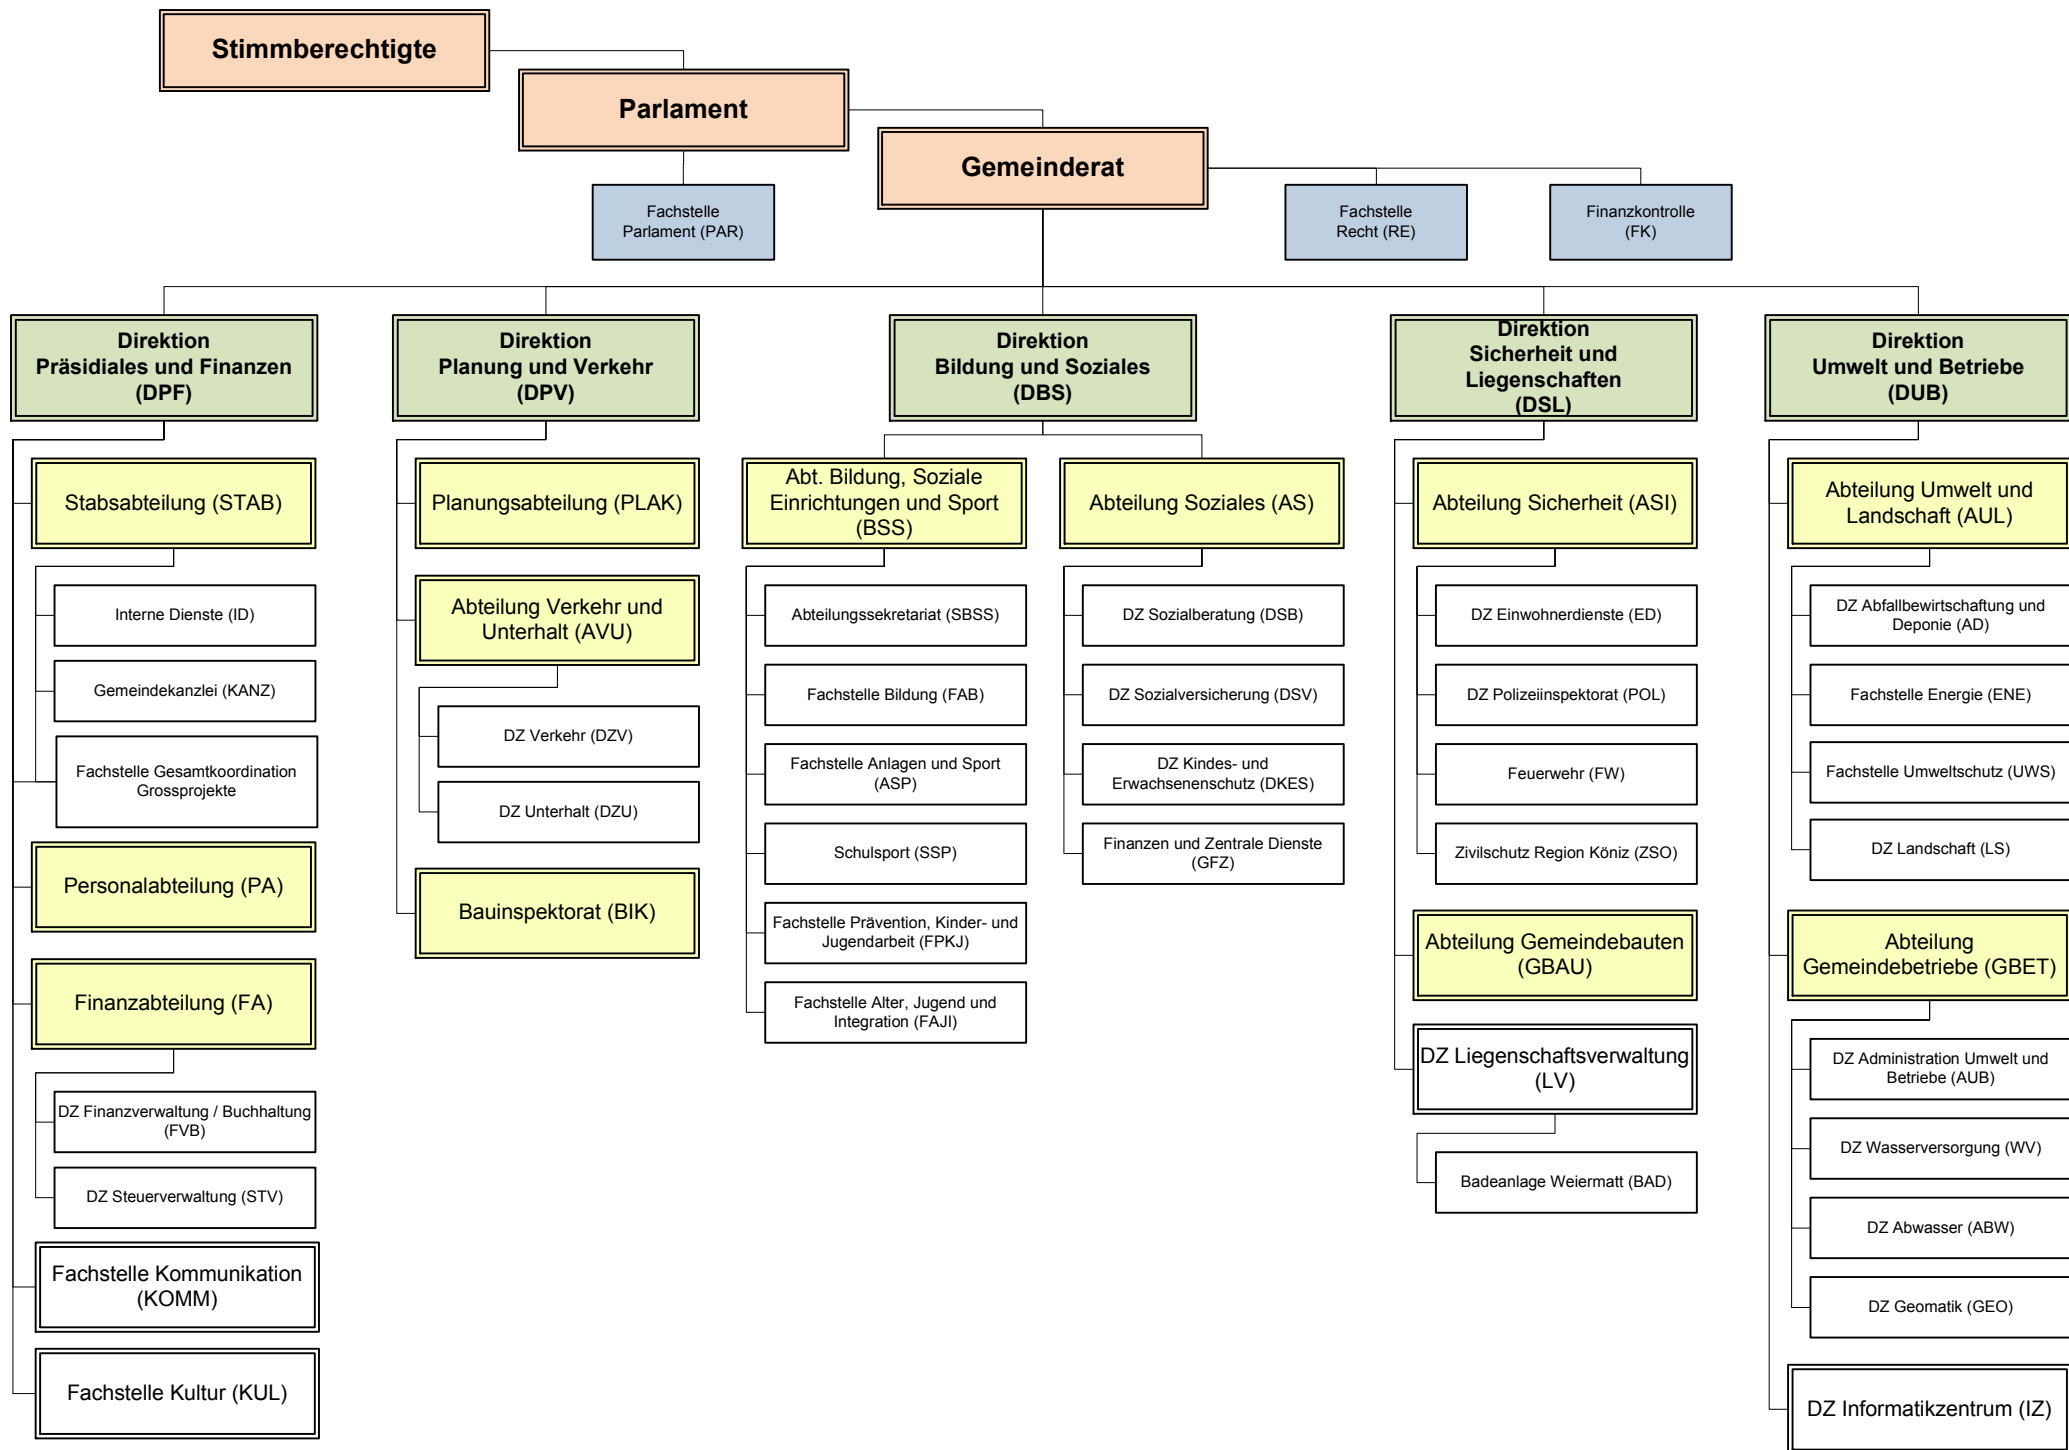 Stimmberechtigte
Parlament
Gemeinderat
Fachstelle
Parlament (PAR)
Fachstelle
Recht (RE)
Finanzkontrolle
(FK)
Direktion
Präsidiales und Finanzen
(DPF)
Stabsabteilung (STAB)
Interne Dienste (ID)
Gemeindekanzlei (KANZ)
Fachstelle Gesamtkoordination
Grossprojekte
Personalabteilung (PA)
Finanzabteilung (FA)
DZ Finanzverwaltung / Buchhaltung
(FVB)
DZ Steuerverwaltung (STV)
Fachstelle Kommunikation
(KOMM)
Fachstelle Kultur (KUL)
Direktion
Planung und Verkehr
(DPV)
Planungsabteilung (PLAK)
Abteilung Verkehr und
Unterhalt (AVU)
DZ Verkehr (DZV)
DZ Unterhalt (DZU)
Bauinspektorat (BIK)
Direktion
Bildung und Soziales
(DBS)
Abt. Bildung, Soziale
Einrichtungen und Sport
(BSS)
Abteilungssekretariat (SBSS)
Fachstelle Bildung (FAB)
Fachstelle Anlagen und Sport
(ASP)
Schulsport (SSP)
Fachstelle Prävention, Kinder- und
Jugendarbeit (FPKJ)
Fachstelle Alter, Jugend und
Integration (FAJI)
Abteilung Soziales (AS)
DZ Sozialberatung (DSB)
DZ Sozialversicherung (DSV)
DZ Kindes- und
Erwachsenenschutz (DKES)
Finanzen und Zentrale Dienste
(GFZ)
Direktion
Sicherheit und
Liegenschaften
(DSL)
Abteilung Sicherheit (ASI)
DZ Einwohnerdienste (ED)
DZ Polizeiinspektorat (POL)
Feuerwehr (FW)
Zivilschutz Region Köniz (ZSO)
Abteilung Gemeindebauten
(GBAU)
DZ Liegenschaftsverwaltung
(LV)
Badeanlage Weiermatt (BAD)
Direktion
Umwelt und Betriebe
(DUB)
Abteilung Umwelt und
Landschaft (AUL)
DZ Abfallbewirtschaftung und
Deponie (AD)
Fachstelle Energie (ENE)
Fachstelle Umweltschutz (UWS)
DZ Landschaft (LS)
Abteilung
Gemeindebetriebe (GBET)
DZ Administration Umwelt und
Betriebe (AUB)
DZ Wasserversorgung (WV)
DZ Abwasser (ABW)
DZ Geomatik (GEO)
DZ Informatikzentrum (IZ)